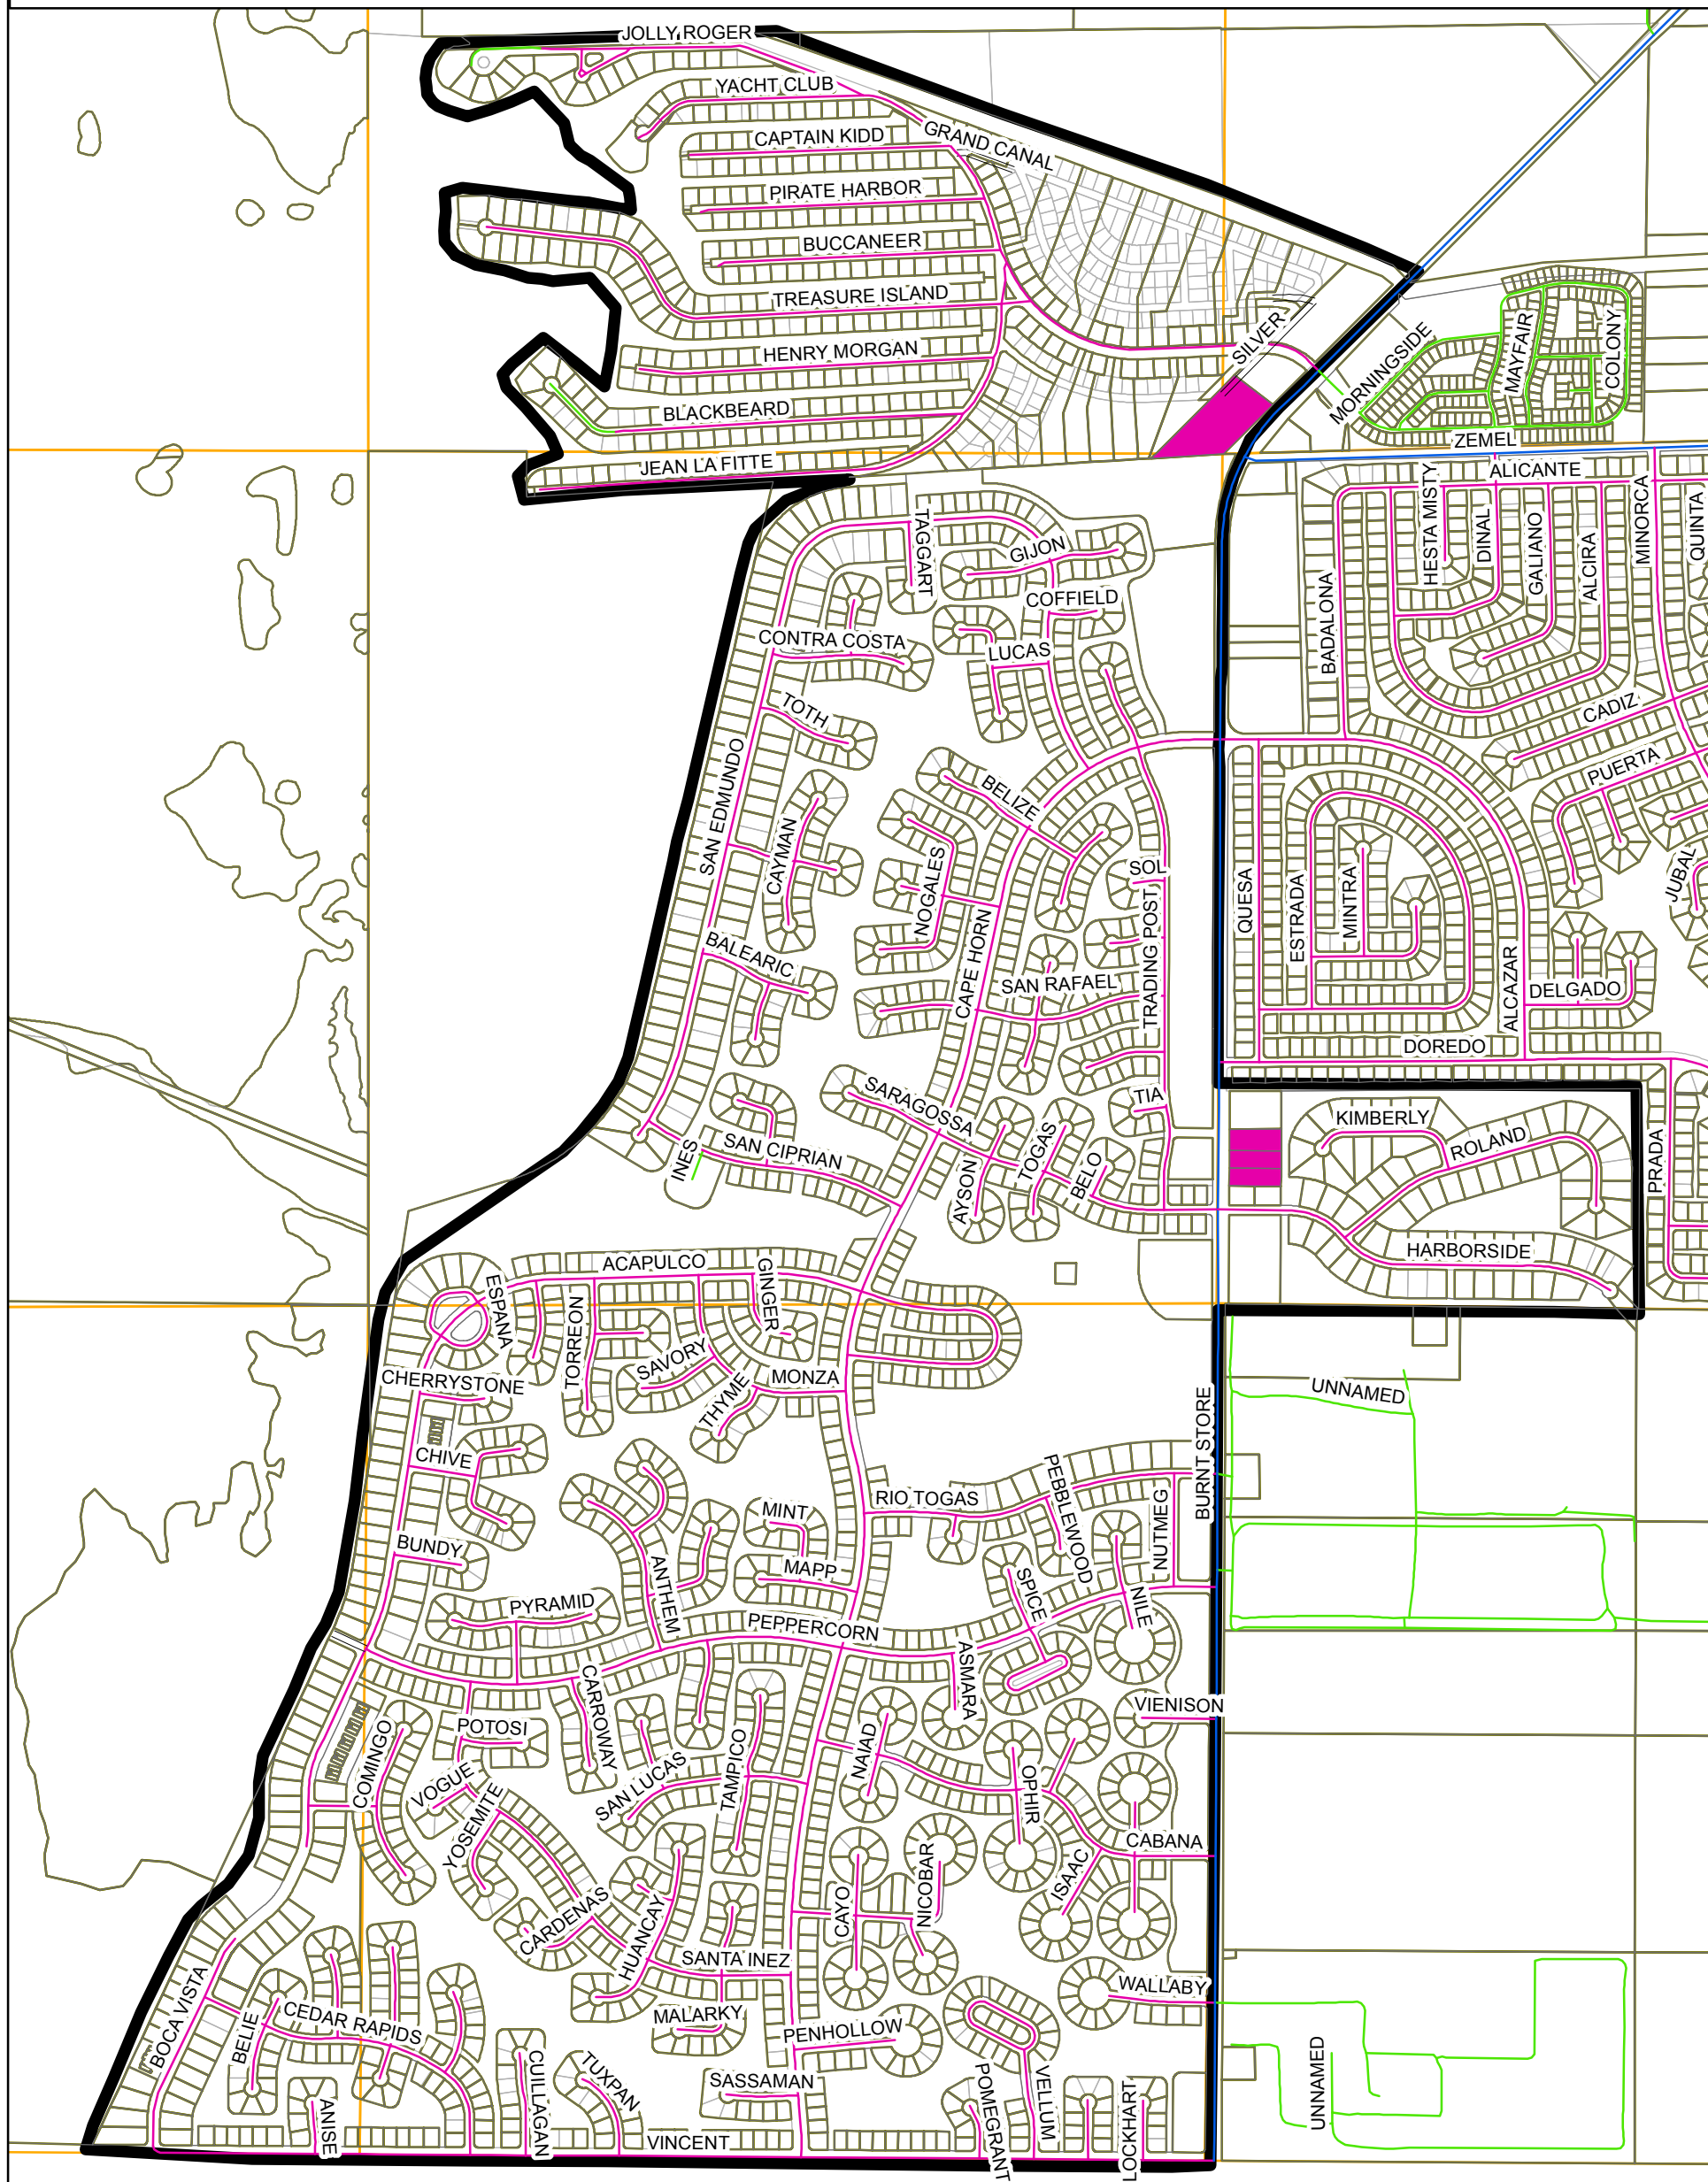 JOLLY ROGER
YACHT CLUB
CAPTAIN KIDD
GRAND CANAL
PIRATE HARBOR
BUCCANEER
TREASURE ISLAND
HENRY MORGAN
SILVER
MORNINGSIDE
MAYFAIR
COLONY
BLACKBEARD
ZEMEL
JEAN LA FITTE
ALICANTE
TAGGART
GIJON
HESTA MISTY
DINAL
GALIANO
ALCIRA
MINORCA
QUINTA
COFFIELD
BADALONA
CONTRA COSTA
LUCAS
TOTH
CADIZ
SAN EDMUNDO
BELIZE
PUERTA
CAYMAN
NOGALES
SOL
JUBAL
QUESA
ESTRADA
MINTRA
BALEARIC
CAPE HORN
SAN RAFAEL
TRADING POST
ALCAZAR
DELGADO
DOREDO
SARAGOSSA
TIA
KIMBERLY
ROLAND
INES
SAN CIPRIAN
AYSON
TOGAS
BELO
PRADA
HARBORSIDE
ACAPULCO
ESPANA
GINGER
TORREON
SAVORY
CHERRYSTONE
THYME
MONZA
UNNAMED
BURNT STORE
CHIVE
PEBBLEWOOD
RIO TOGAS
NUTMEG
MINT
BUNDY
MAPP
ANTHEM
SPICE
NILE
PYRAMID
PEPPERCORN
ASMARA
CARROWAY
VIENISON
POTOSI
COMINGO
NAIAD
TAMPICO
SAN LUCAS
VOGUE
OPHIR
YOSEMITE
CABANA
ISAAC
NICOBAR
CAYO
CARDENAS
HUANCAY
SANTA INEZ
WALLABY
BOCA VISTA
BELIE
CEDAR RAPIDS
MALARKY
PENHOLLOW
UNNAMED
CUILLAGAN
TUXPAN
SASSAMAN
POMEGRANT
VELLUM
LOCKHART
ANISE
VINCENT